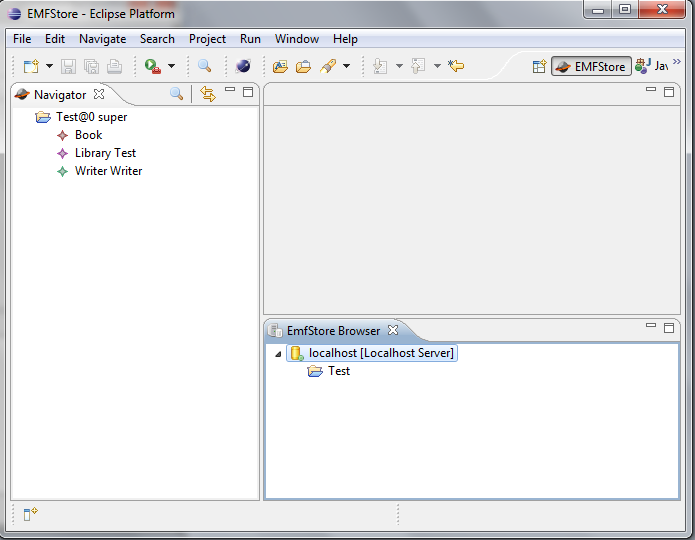 EMFStore - Eclipse Platform
File Edit Navigate Search Project Run Window Help
EMFStore
Navigator
Test@0 super
Book
Library Test
Writer Writer
EmfStore Browser
localhost [Localhost Server]
Test